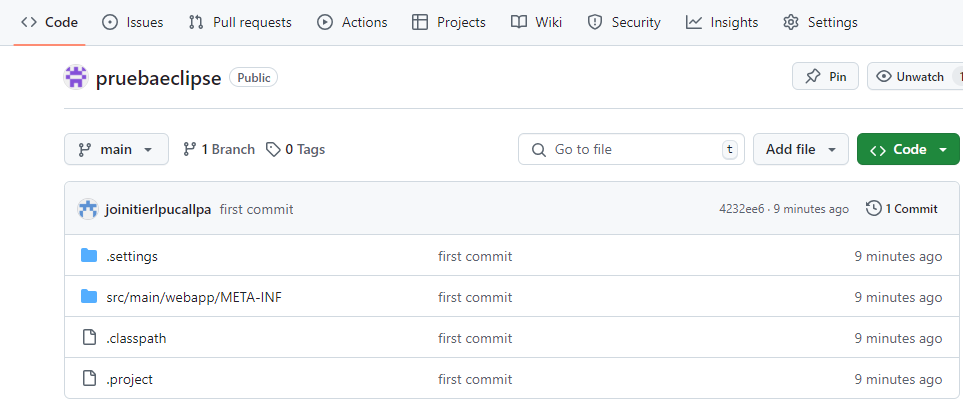 Code Issues Pull requests Actions Projects Wiki Security Insights Settings
pruebaeclipse Public Pin Unwatch 1
main 1 Branch 0 Tags Go to file t Add file Code
joinitierlpucallpa first commit 4232ee6 · 9 minutes ago 1 Commit
.settings first commit 9 minutes ago
src/main/webapp/META-INF first commit 9 minutes ago
.classpath first commit 9 minutes ago
.project first commit 9 minutes ago